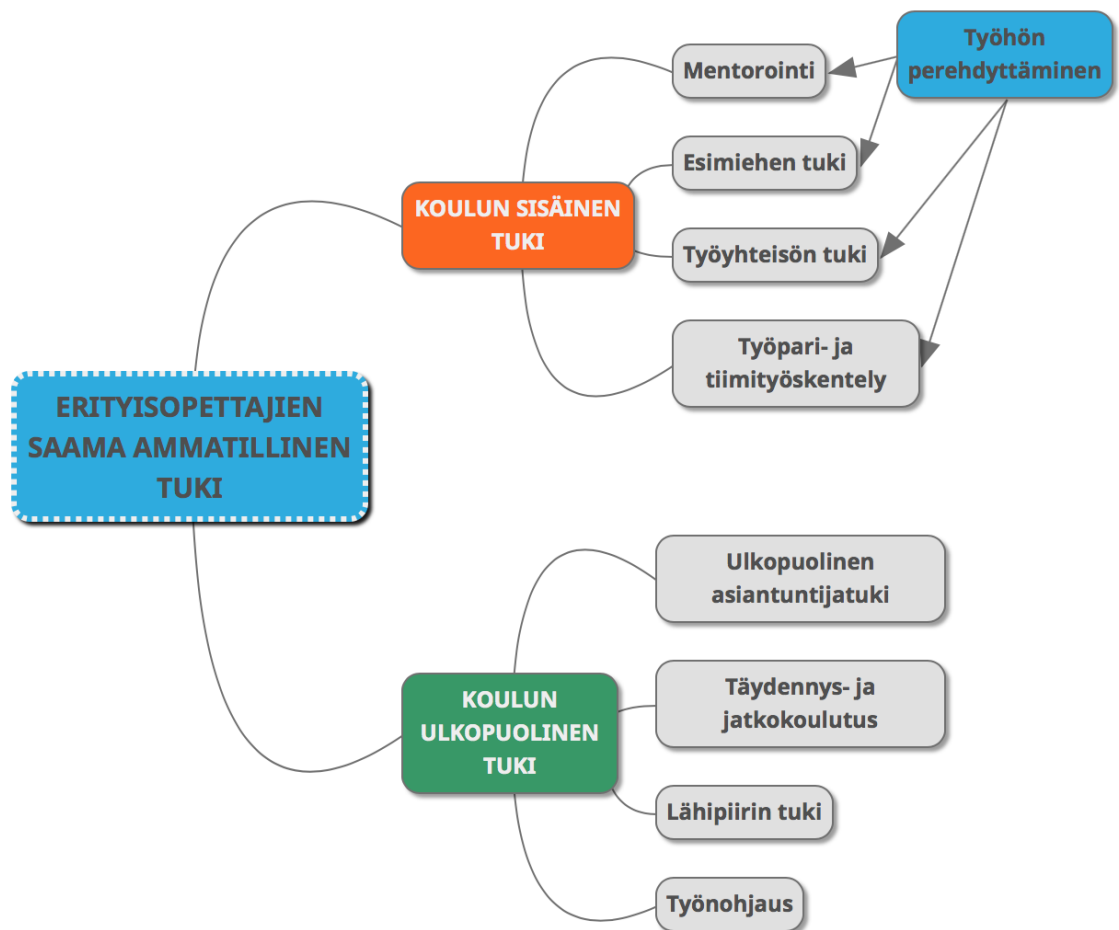 Työhön
perehdyttäminen
Mentorointi
Esimiehen tuki
KOULUN SISÄINEN
TUKI
Työyhteisön tuki
Työpari- ja
tiimityöskentely
ERITYISOPETTAJIEN
SAAMA AMMATILLINEN
TUKI
Ulkopuolinen
asiantuntijatuki
KOULUN
ULKOPUOLINEN
TUKI
Täydennys- ja
jatkokoulutus
Lähipiirin tuki
Työnohjaus